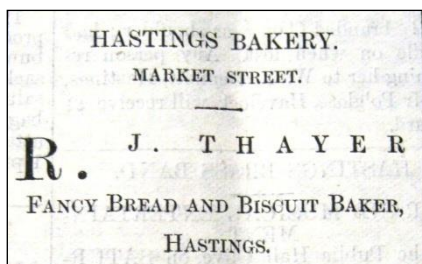 HASTINGS BAKERY.
MARKET STREET.
R. J. THAYER
FANCY BREAD AND BISCUIT BAKER,
HASTINGS.